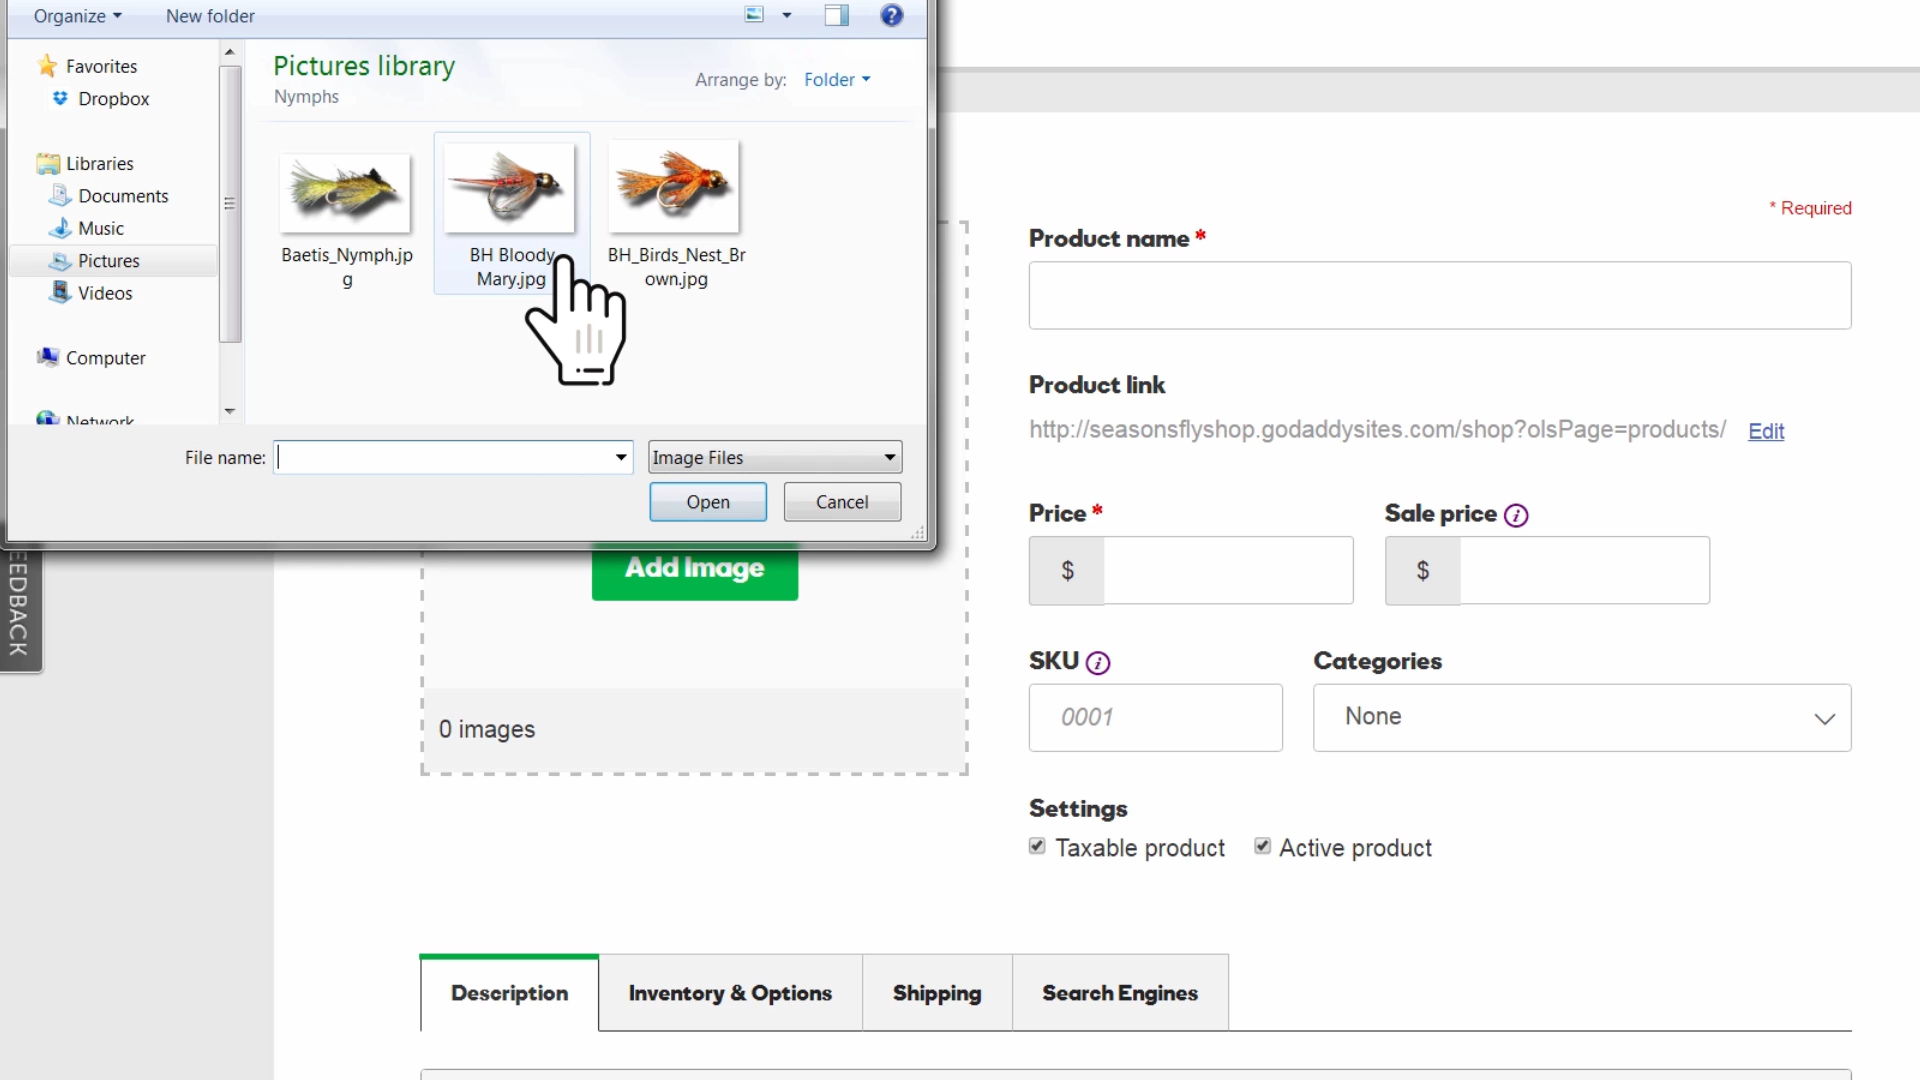 Organize
New folder
Favorites
Dropbox
Libraries
Documents
Music
Pictures
Videos
Computer
Network
Pictures library
Nymphs
Arrange by: Folder
Baetis_Nymph.jp
g
BH Bloody
Mary.jpg
BH_Birds_Nest_Br
own.jpg
File name:
Image Files
Open
Cancel
EEDBACK
Add Image
0 images
* Required
Product name *
Product link
http://seasonsflyshop.godaddysites.com/shop?olsPage=products/ Edit
Price * Sale price
$ $
SKU Categories
0001 None
Settings
Taxable product Active product
Description Inventory & Options Shipping Search Engines